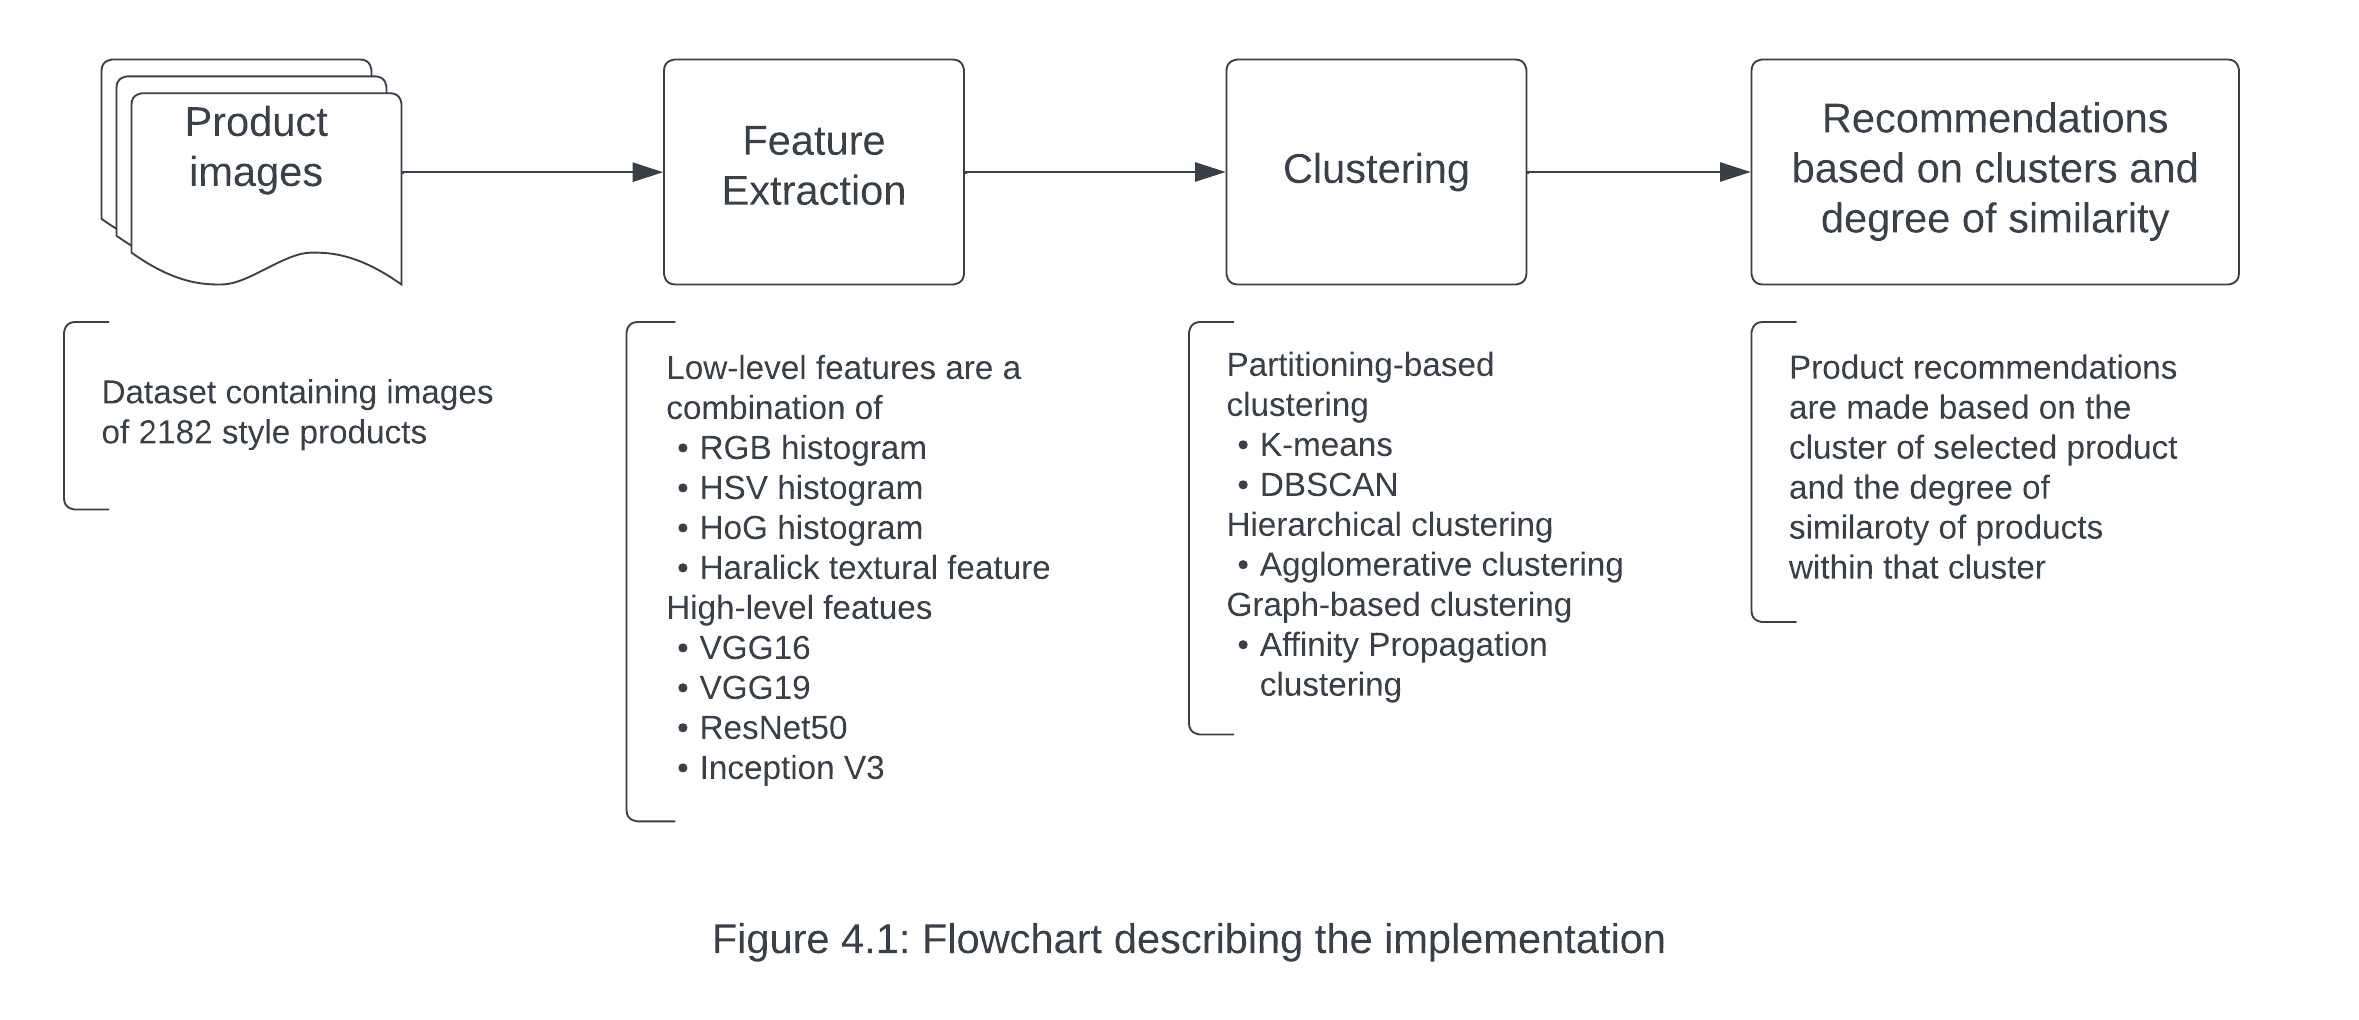 Product
images
Feature
Extraction
Clustering
Recommendations
based on clusters and
degree of similarity
Dataset containing images
of 2182 style products
Low-level features are a
combination of
• RGB histogram
• HSV histogram
• HoG histogram
• Haralick textural feature
High-level featues
• VGG16
• VGG19
• ResNet50
• Inception V3
Partitioning-based
clustering
• K-means
• DBSCAN
Hierarchical clustering
• Agglomerative clustering
Graph-based clustering
• Affinity Propagation
clustering
Product recommendations
are made based on the
cluster of selected product
and the degree of
similaroty of products
within that cluster
Figure 4.1: Flowchart describing the implementation